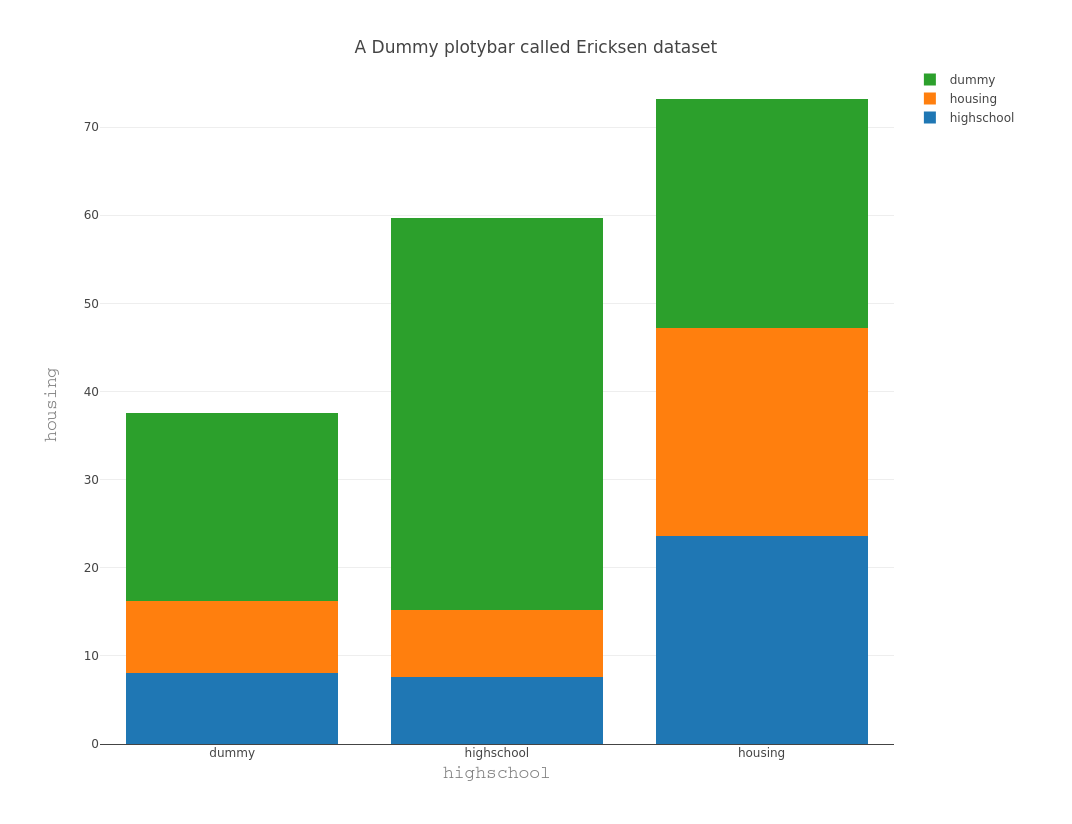 A Dummy plotybar called Ericksen dataset
dummy
housing
highschool
70
60
50
40
30
20
10
0
housing
dummy highschool housing
highschool